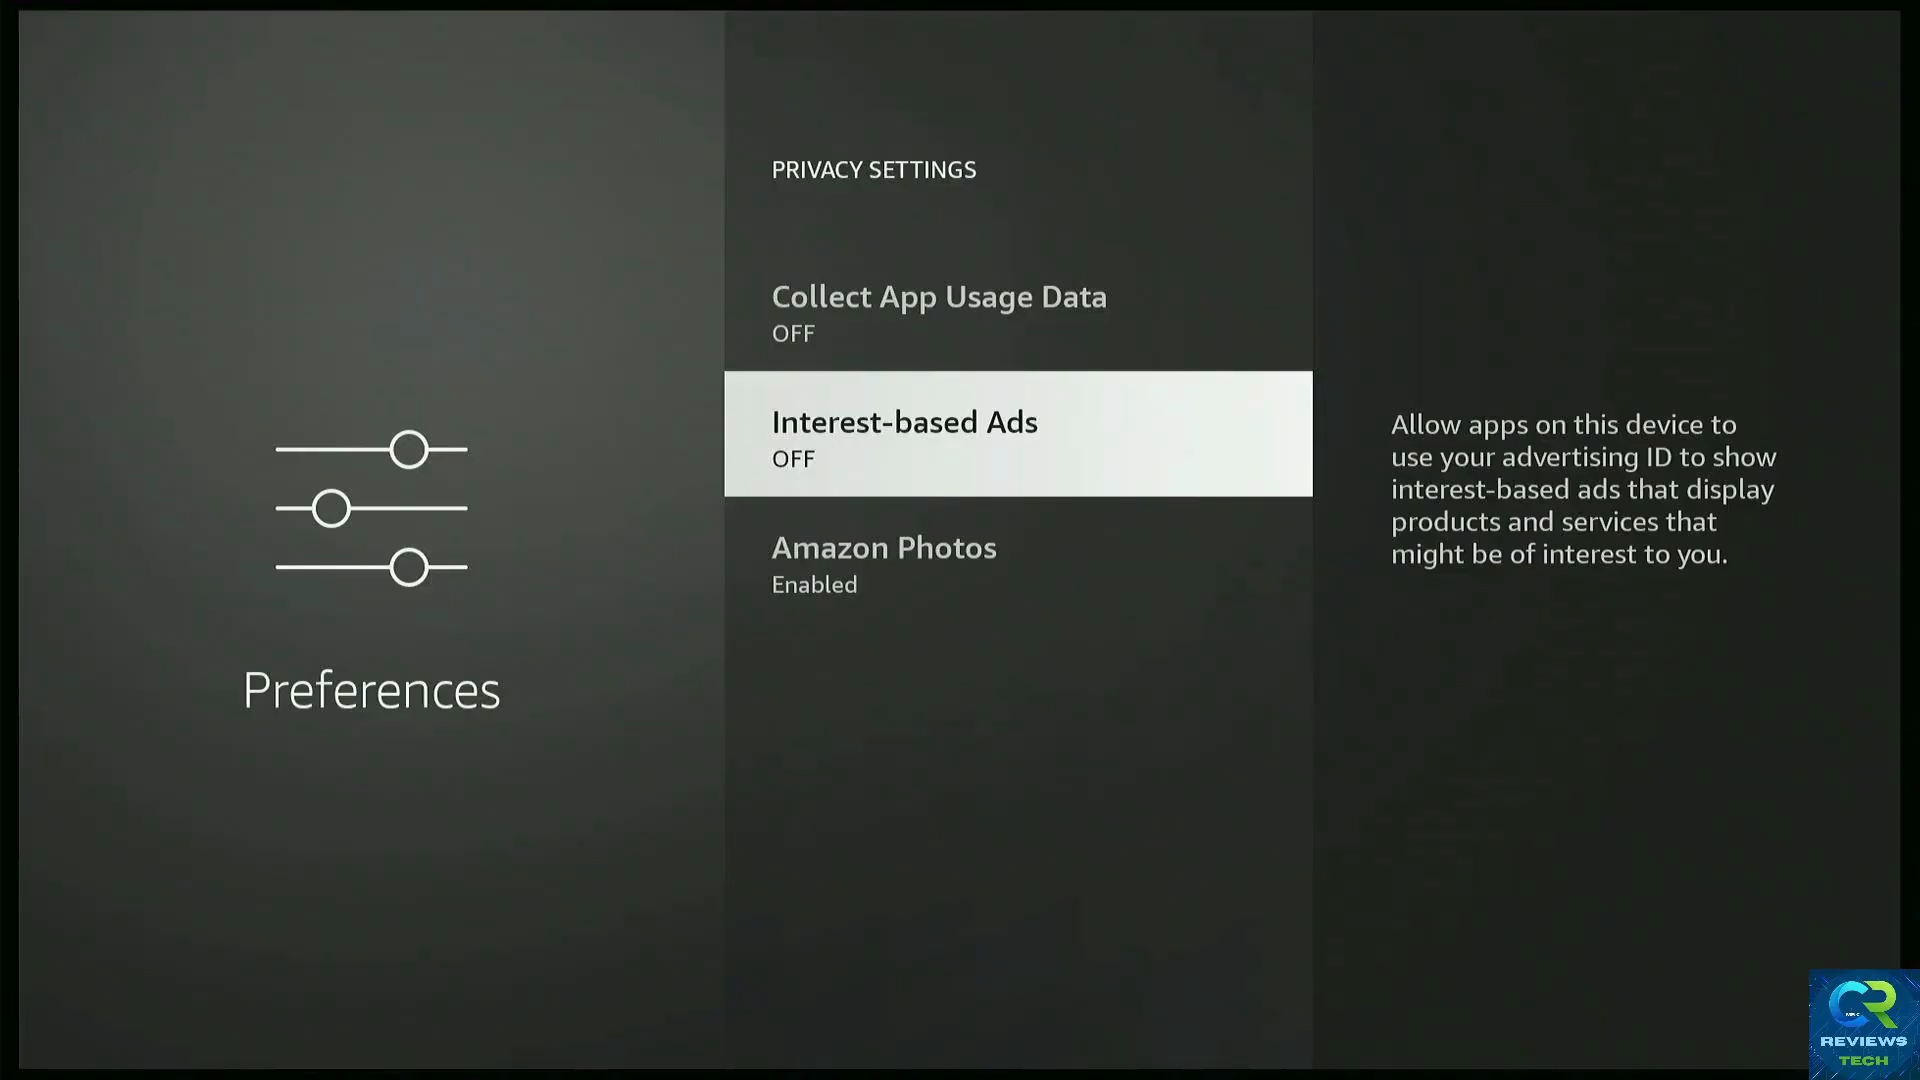 PRIVACY SETTINGS
Collect App Usage Data
OFF
Interest-based Ads
OFF
Amazon Photos
Enabled
Preferences
Allow apps on this device to
use your advertising ID to show
interest-based ads that display
products and services that
might be of interest to you.
CR
REVIEWS
TECH